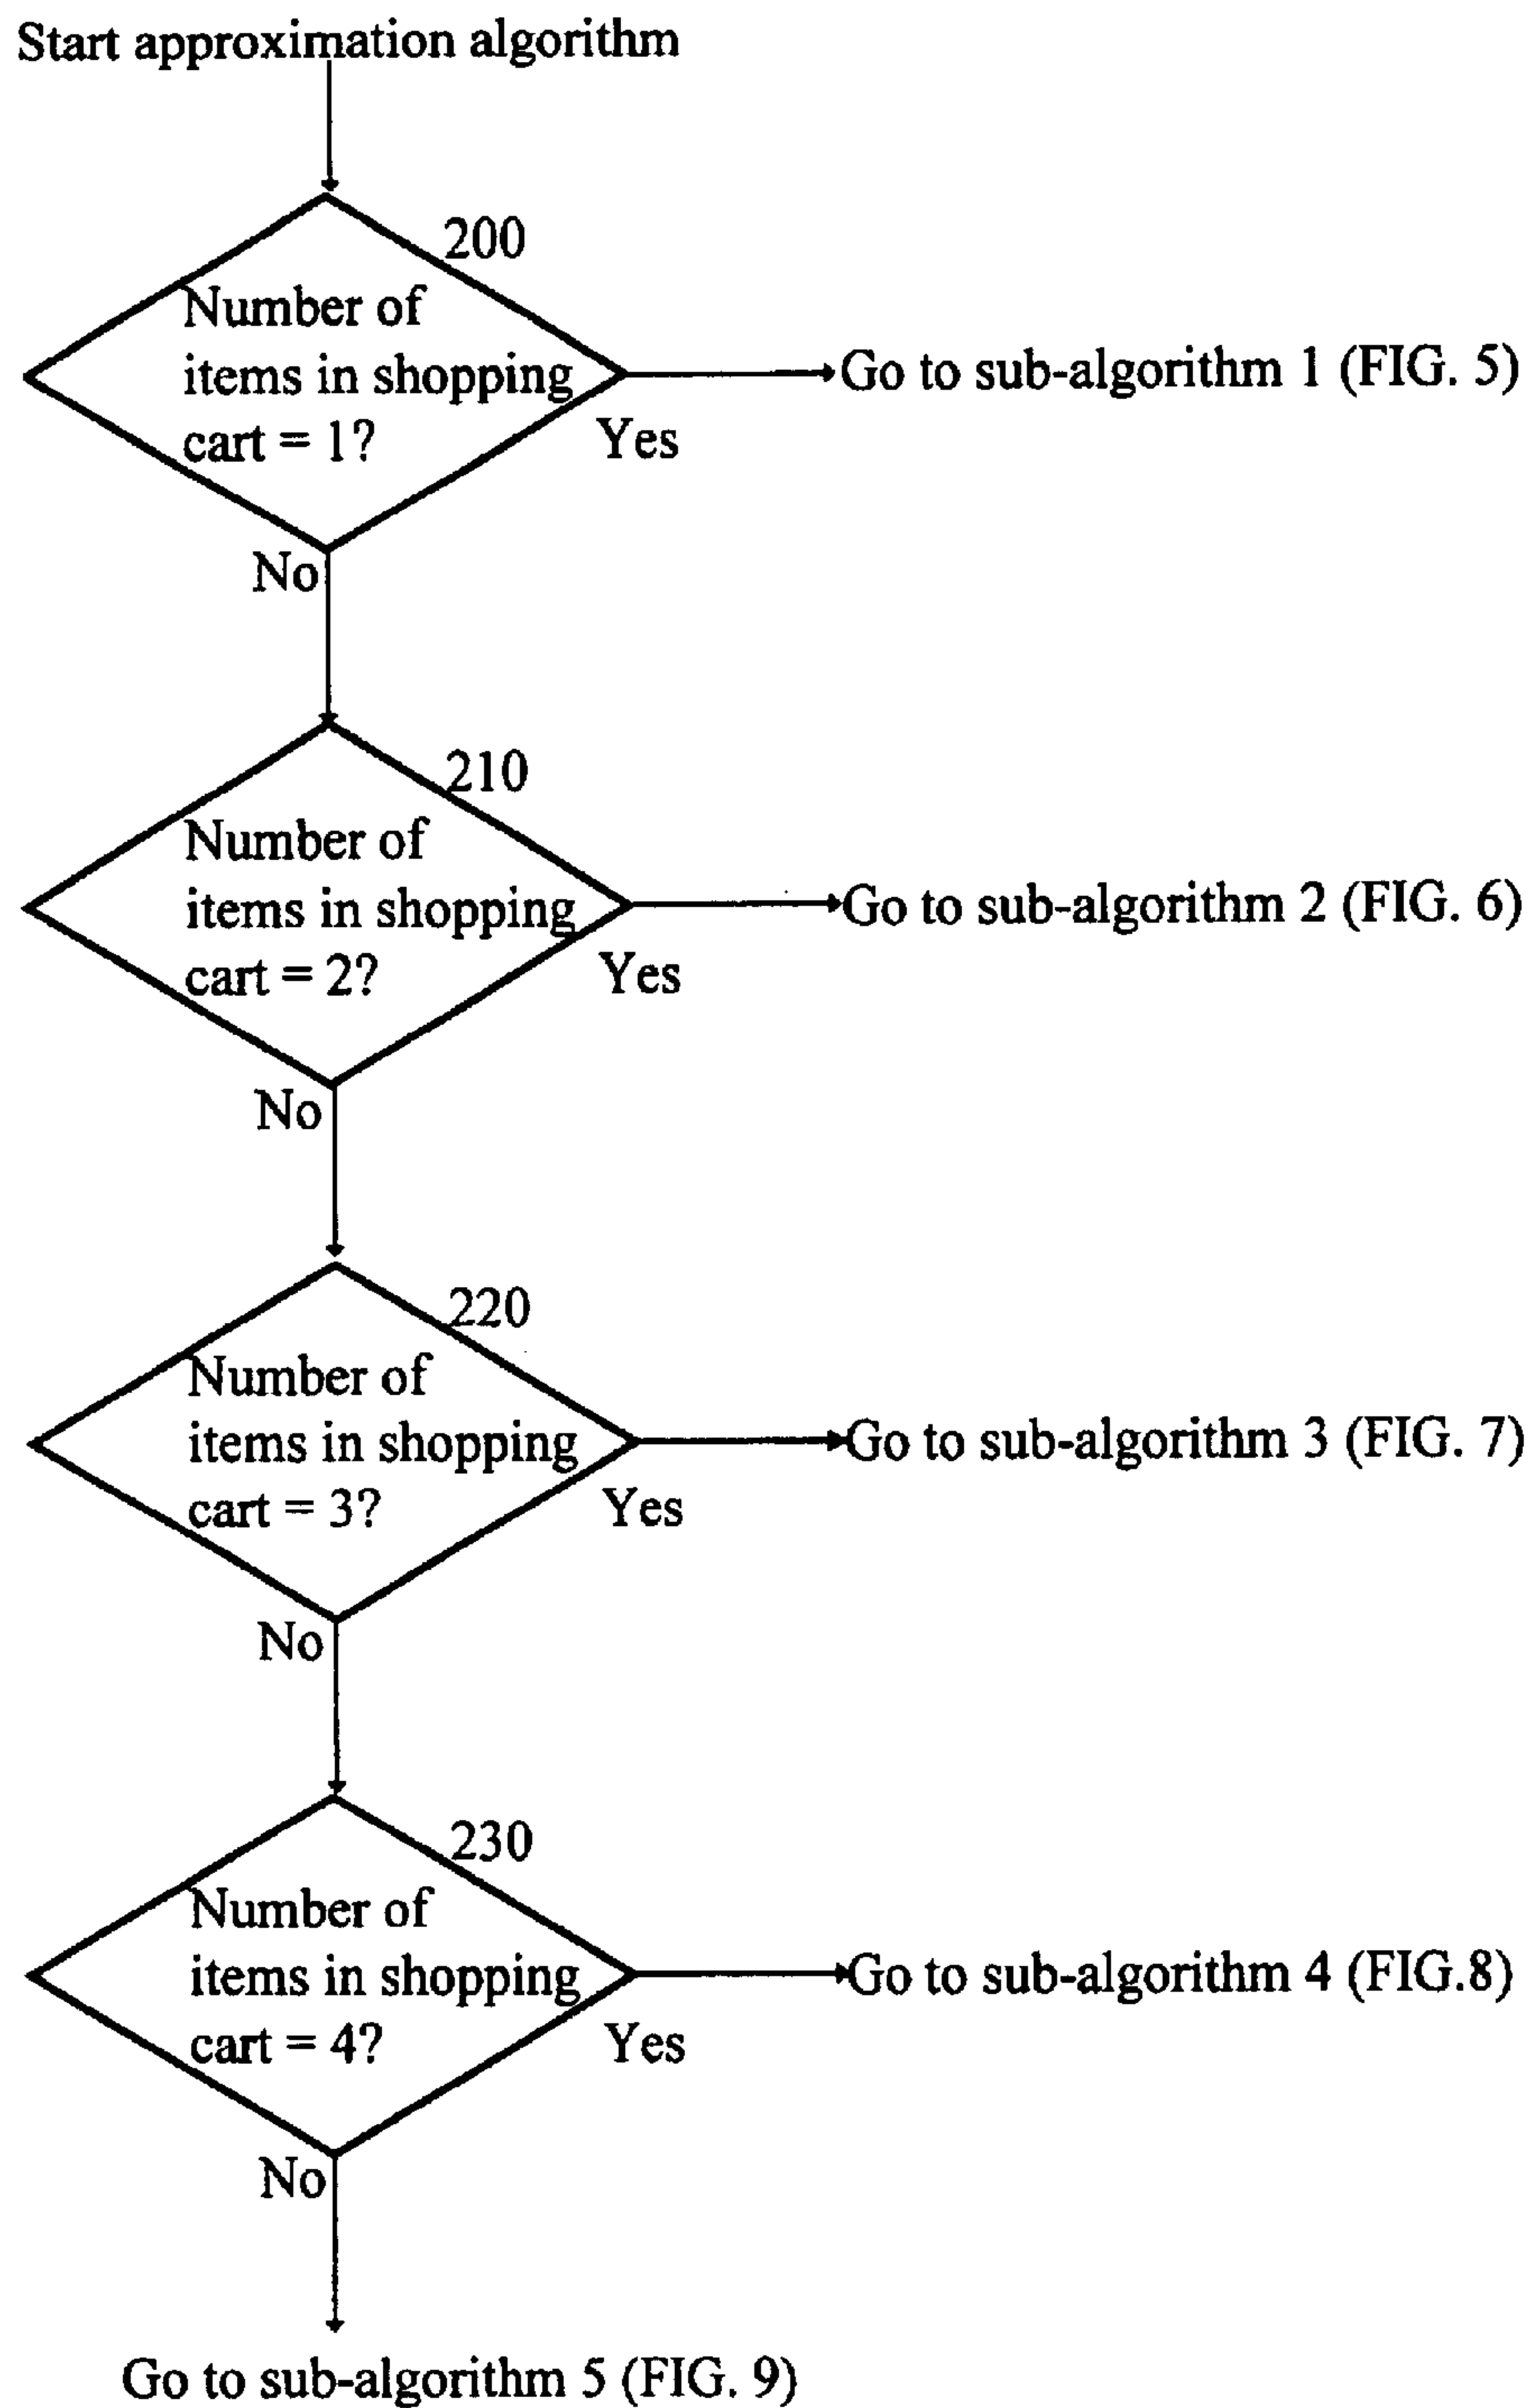 Start approximation algorithm
200
Number of
items in shopping
cart = 1?
Go to sub-algorithm 1 (FIG. 5)
Yes
No
210
Number of
items in shopping
cart = 2?
Go to sub-algorithm 2 (FIG. 6)
Yes
No
220
Number of
items in shopping
cart = 3?
Go to sub-algorithm 3 (FIG. 7)
Yes
No
230
Number of
items in shopping
cart = 4?
Go to sub-algorithm 4 (FIG.8)
Yes
No
Go to sub-algorithm 5 (FIG. 9)